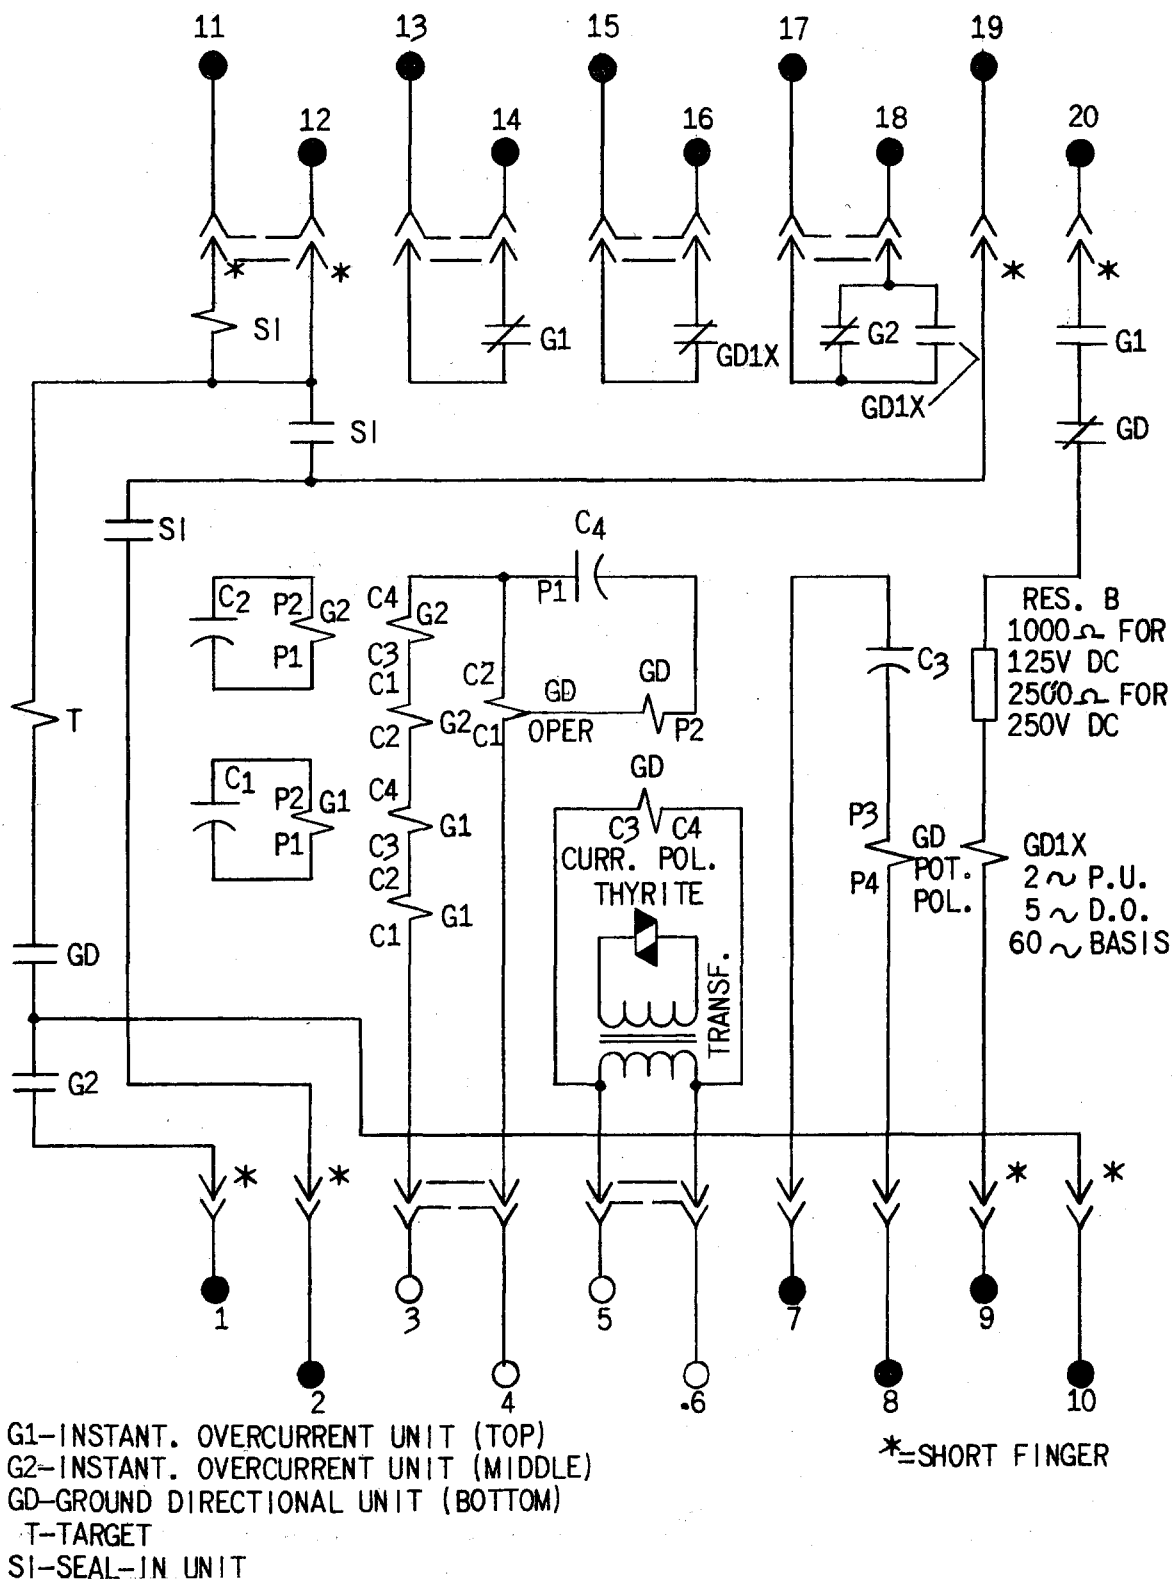 11
13
15
17
19
12
14
16
18
20
*
*
*
*
SI
G1
GD1X
G2
G1
GD1X
SI
GD
SI
C4
P1
C2
P2
G2
P1
C4
G2
C3
C1
G2
C2
C2
C1
GD
OPER
GD
P2
C3
RES. B
1000Ω FOR
125V DC
2500Ω FOR
250V DC
T
C1
P2
G1
P1
C4
G1
C3
C2
G1
C1
GD
C3 C4
CURR. POL.
THYRITE
TRANSF.
P3
P4
GD
POT.
POL.
GD1X
2~ P.U.
5~ D.O.
60~ BASIS
GD
G2
*
*
*
*
1
3
5
7
9
2
4
6
8
10
G1-INSTANT. OVERCURRENT UNIT (TOP)
G2-INSTANT. OVERCURRENT UNIT (MIDDLE)
GD-GROUND DIRECTIONAL UNIT (BOTTOM)
T-TARGET
SI-SEAL-IN UNIT
*=SHORT FINGER